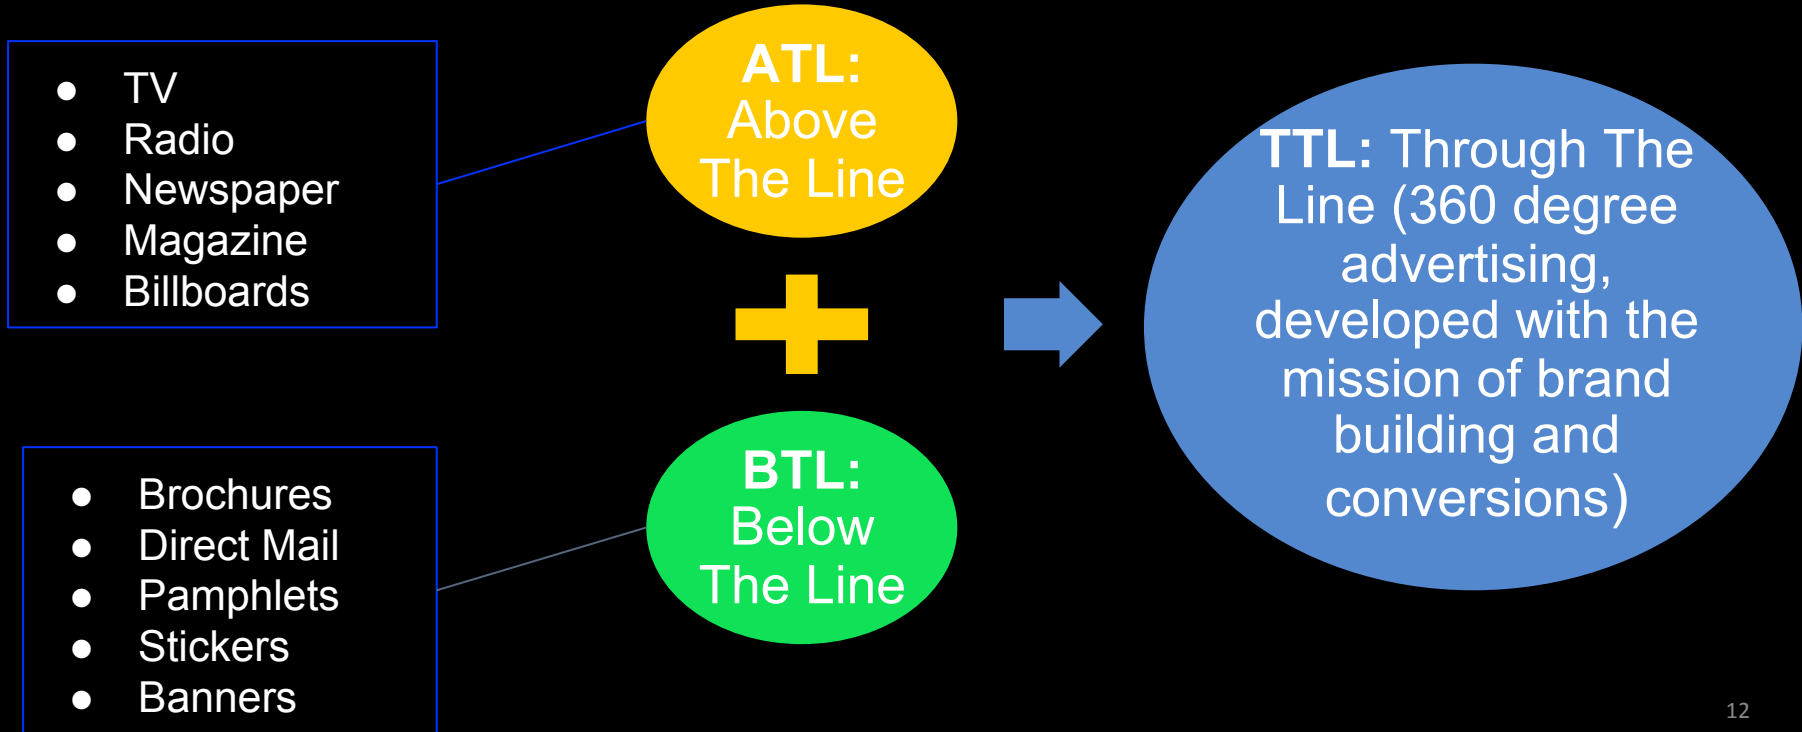 ● TV
● Radio
● Newspaper
● Magazine
● Billboards
ATL:
Above
The Line
● Brochures
● Direct Mail
● Pamphlets
● Stickers
● Banners
BTL:
Below
The Line
TTL: Through The
Line (360 degree
advertising,
developed with the
mission of brand
building and
conversions)
12